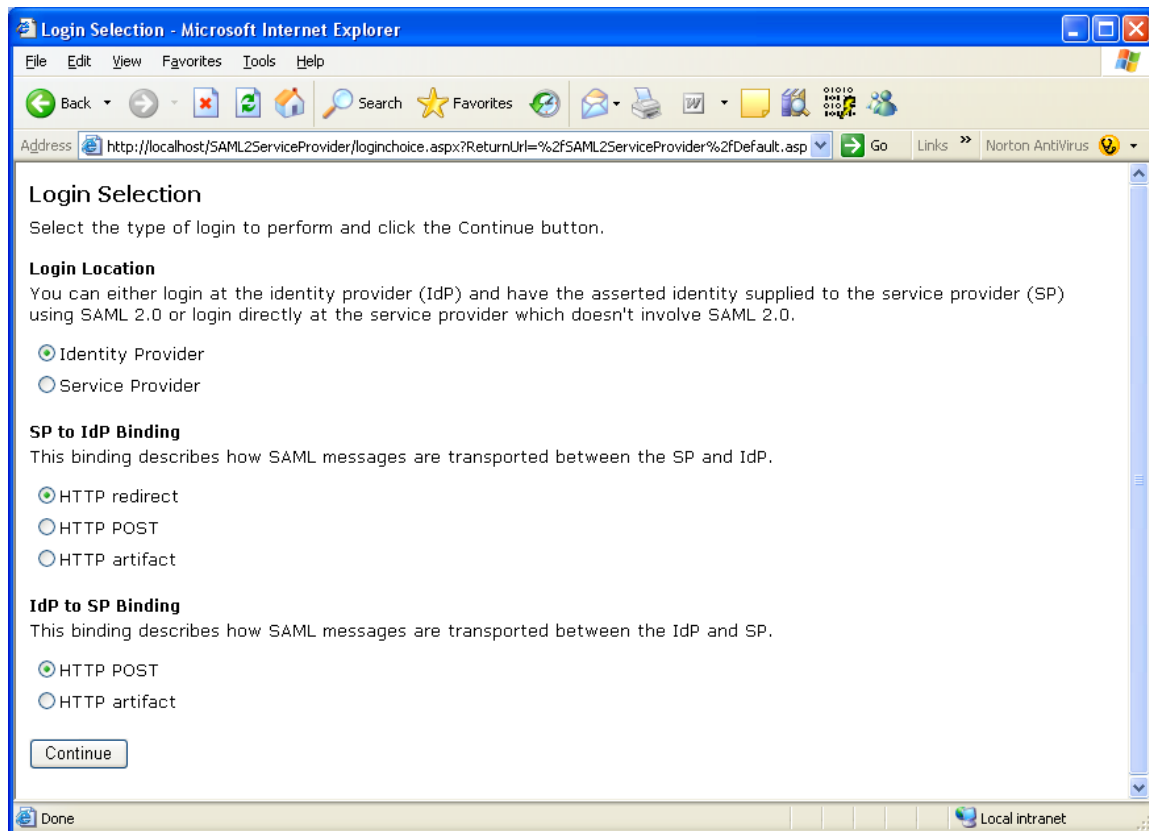 Login Selection - Microsoft Internet Explorer
File Edit View Favorites Tools Help
Back Search Favorites
Address http://localhost/SAML2ServiceProvider/loginchoice.aspx?ReturnUrl=%2fSAML2ServiceProvider%2fDefault.asp Go Links » Norton AntiVirus
Login Selection
Select the type of login to perform and click the Continue button.
Login Location
You can either login at the identity provider (IdP) and have the asserted identity supplied to the service provider (SP)
using SAML 2.0 or login directly at the service provider which doesn't involve SAML 2.0.
Identity Provider
Service Provider
SP to IdP Binding
This binding describes how SAML messages are transported between the SP and IdP.
HTTP redirect
HTTP POST
HTTP artifact
IdP to SP Binding
This binding describes how SAML messages are transported between the IdP and SP.
HTTP POST
HTTP artifact
Continue
Done Local intranet